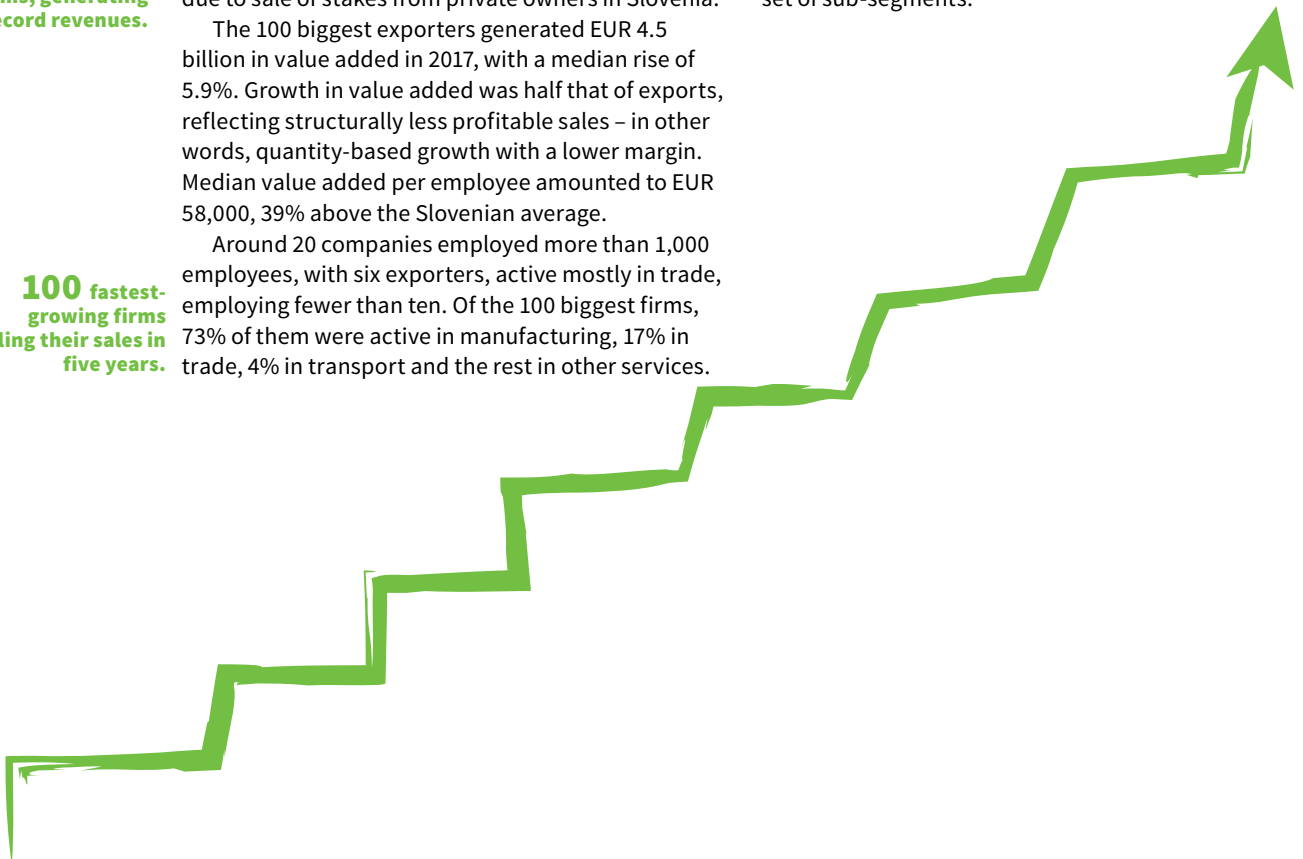 generating
record revenues.
due to sale of stakes from private owners in Slovenia.
The 100 biggest exporters generated EUR 4.5
billion in value added in 2017, with a median rise of
5.9%. Growth in value added was half that of exports,
reflecting structurally less profitable sales – in other
words, quantity-based growth with a lower margin.
Median value added per employee amounted to EUR
58,000, 39% above the Slovenian average.
Around 20 companies employed more than 1,000
employees, with six exporters, active mostly in trade,
employing fewer than ten. Of the 100 biggest firms,
73% of them were active in manufacturing, 17% in
trade, 4% in transport and the rest in other services.
100 fastest-
growing firms
ling their sales in
five years.
set of sub-segments.